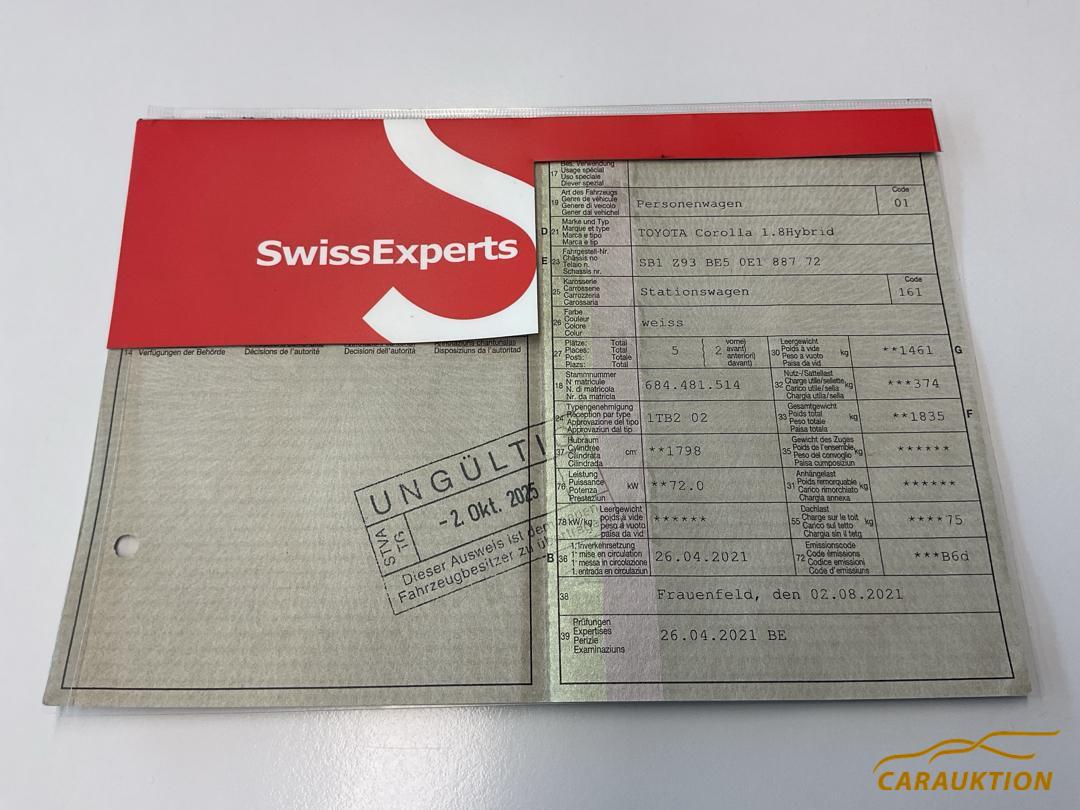 SwissExperts
14 Verfügungen der Behörde Décisions de l'autorité Decisioni dell'autorità Disposiziuns da l'autoritad
UNGÜLTI
STVA
TG
-2. Okt. 2025
Dieser Ausweis ist dem
Fahrzeugbesitzer zu
17 Bes. Verwendung
Usage spécial
Uso speciale
Diever spezial
19 Art des Fahrzeugs
Genre de véhicule
Genere di veicolo
Gener dal vehichel
Personenwagen
Code
01
D 21 Marke und Typ
Marque et type
Marca e tipo
Marca e tip
TOYOTA Corolla 1.8Hybrid
E 23 Fahrgestell-Nr.
Châssis no
Telaio n.
Schassis nr.
SB1 Z93 BE5 0E1 887 72
25 Karosserie
Carrosserie
Carrozzeria
Carossaria
Stationswagen
Code
161
26 Farbe
Couleur
Colore
Colur
weiss
27 Plätze: Total
Places: Total
Posti: Totale
Plazs: Total
5
2
vorne)
avant)
anteriori)
davant)
30 Leergewicht
Poids à vide
Peso a vuoto
Paisa da vid
kg
**1461 G
18 Stammnummer
N° matricule
N. di matricola
Nr. da matricla
684.481.514
32 Nutz-/Sattellast
Charge utile/sellette
Carico utile/sella
Chargia utila/sella
kg
***374
24 Typengenehmigung
Réception par type
Approvazione del tipo
Approvaziun dal tip
1TB2 02
33 Gesamtgewicht
Poids total
Peso totale
Paisa totala
kg
**1835 F
37 Hubraum
Cylindrée
Cilindrata
Cilindrada
cm³
**1798
35 Gewicht des Zuges
Poids de l'ensemble
Peso del convoglio
Paisa cumposiziun
kg
******
76 Leistung
Puissance
Potenza
Prestaziun
kW
**72.0
31 Anhängelast
Poids remorquable
Carico rimorchiato
Chargia annexa
kg
******
78 kW/kg Leergewicht
poids à vide
peso a vuoto
paisa da vid
******
55 Dachlast
Charge sur le toit
Carico sul tetto
Chargia sin il tetg
kg
****75
B 36 1. Inverkehrsetzung
1re mise en circulation
1a messa in circolazione
1. entrada en circulaziun
26.04.2021
72 Emissionscode
Code émissions
Codice emissioni
Code d'emissiuns
***B6d
38 Frauenfeld, den 02.08.2021
39 Prüfungen
Expertises
Perizie
Examinaziuns
26.04.2021 BE
CARAUKTION